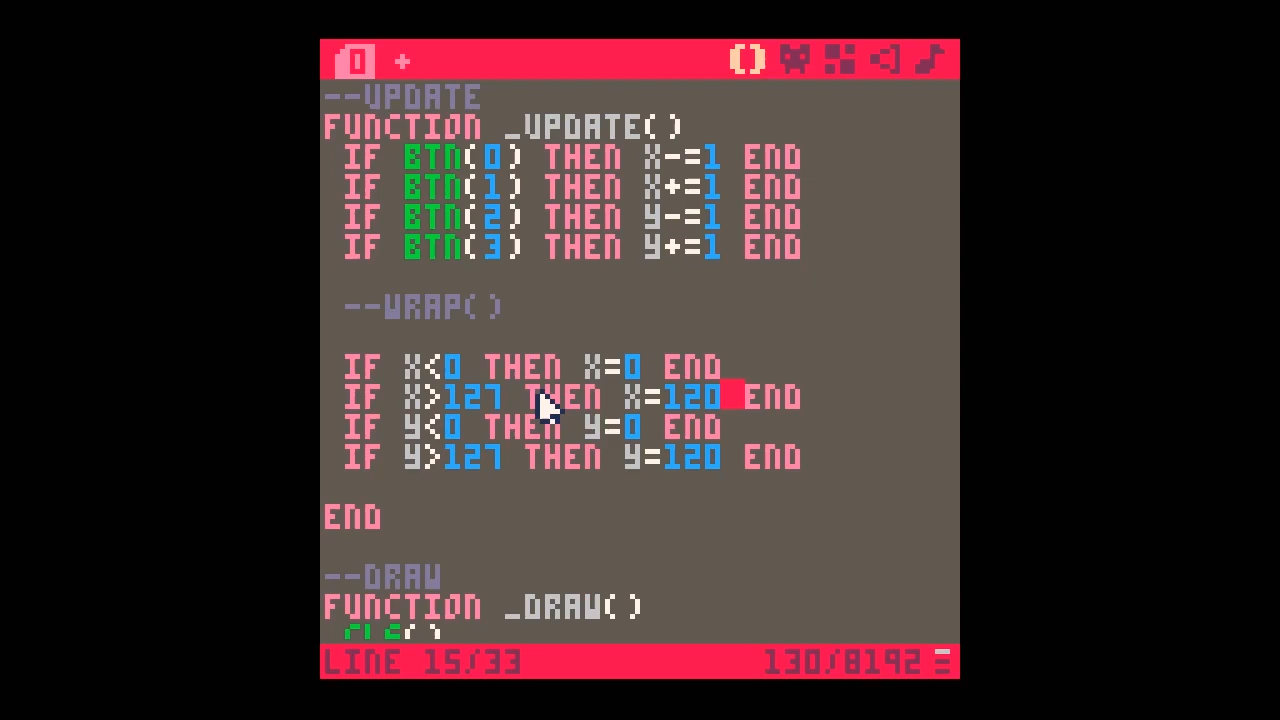 0 +
--UPDATE
FUNCTION _UPDATE()
IF BTN(0) THEN X-=1 END
IF BTN(1) THEN X+=1 END
IF BTN(2) THEN Y-=1 END
IF BTN(3) THEN Y+=1 END
--WRAP()
IF X<0 THEN X=0 END
IF X>127 THEN X=120 END
IF Y<0 THEN Y=0 END
IF Y>127 THEN Y=120 END
END
--DRAW
FUNCTION _DRAW()
CLS()
LINE 15/33 130/8192